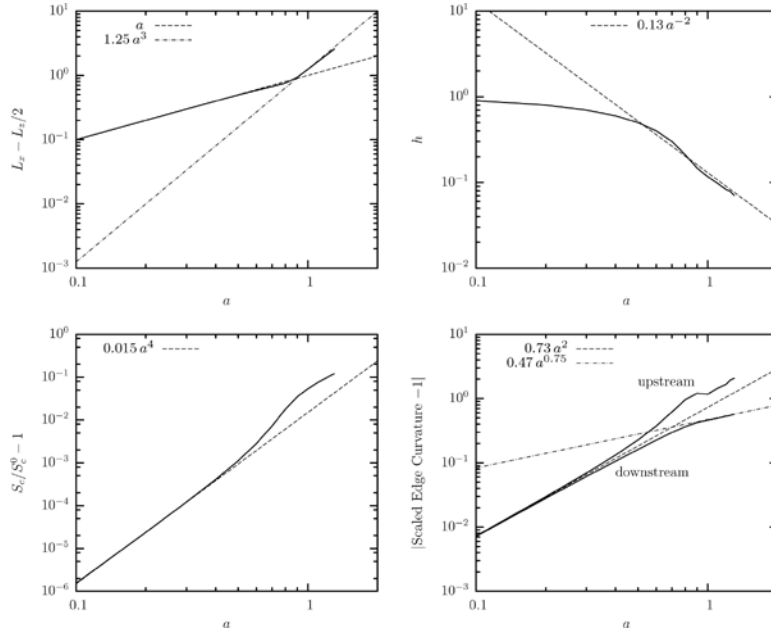 10^1
10^0
10^-1
10^-2
10^-3
0.1
1
a
L_x − L_z/2
a
1.25 a^3
10^1
10^0
10^-1
10^-2
0.1
1
a
h
0.13 a^-2
10^0
10^-1
10^-2
10^-3
10^-4
10^-5
10^-6
0.1
1
a
S_c/S_c^0 − 1
0.015 a^4
10^1
10^0
10^-1
10^-2
10^-3
0.1
1
a
|Scaled Edge Curvature −1|
0.73 a^2
0.47 a^0.75
upstream
downstream